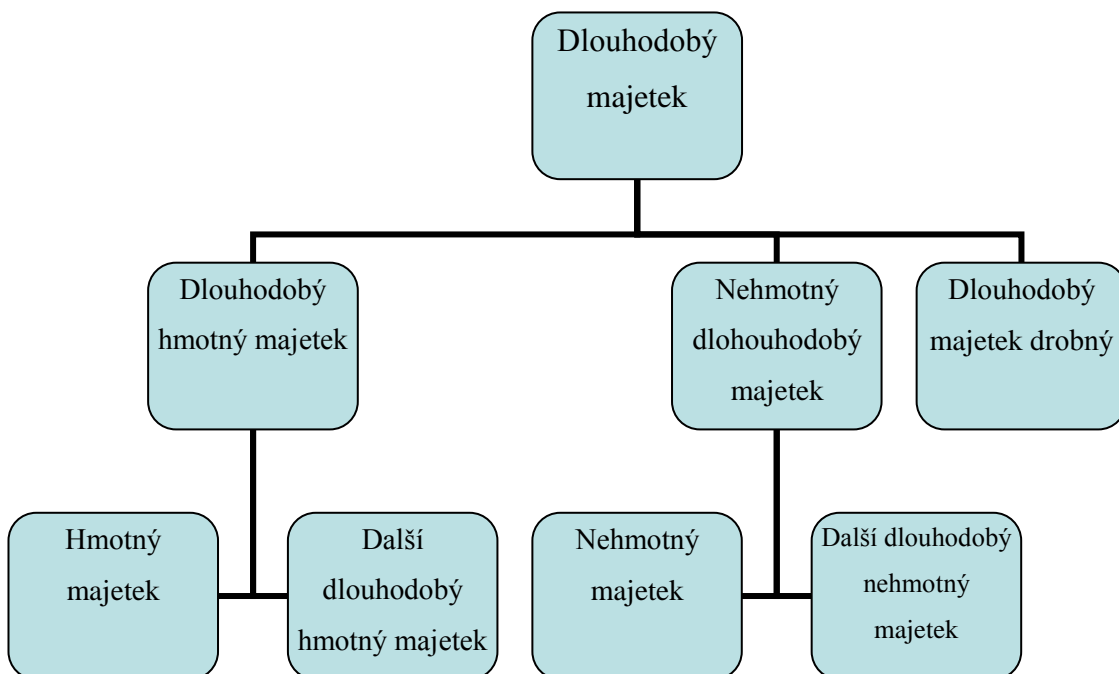 Dlouhodobý
majetek
Dlouhodobý
hmotný majetek
Nehmotný
dlohouhodobý
majetek
Dlouhodobý
majetek drobný
Hmotný
majetek
Další
dlouhodobý
hmotný majetek
Nehmotný
majetek
Další dlouhodobý
nehmotný
majetek